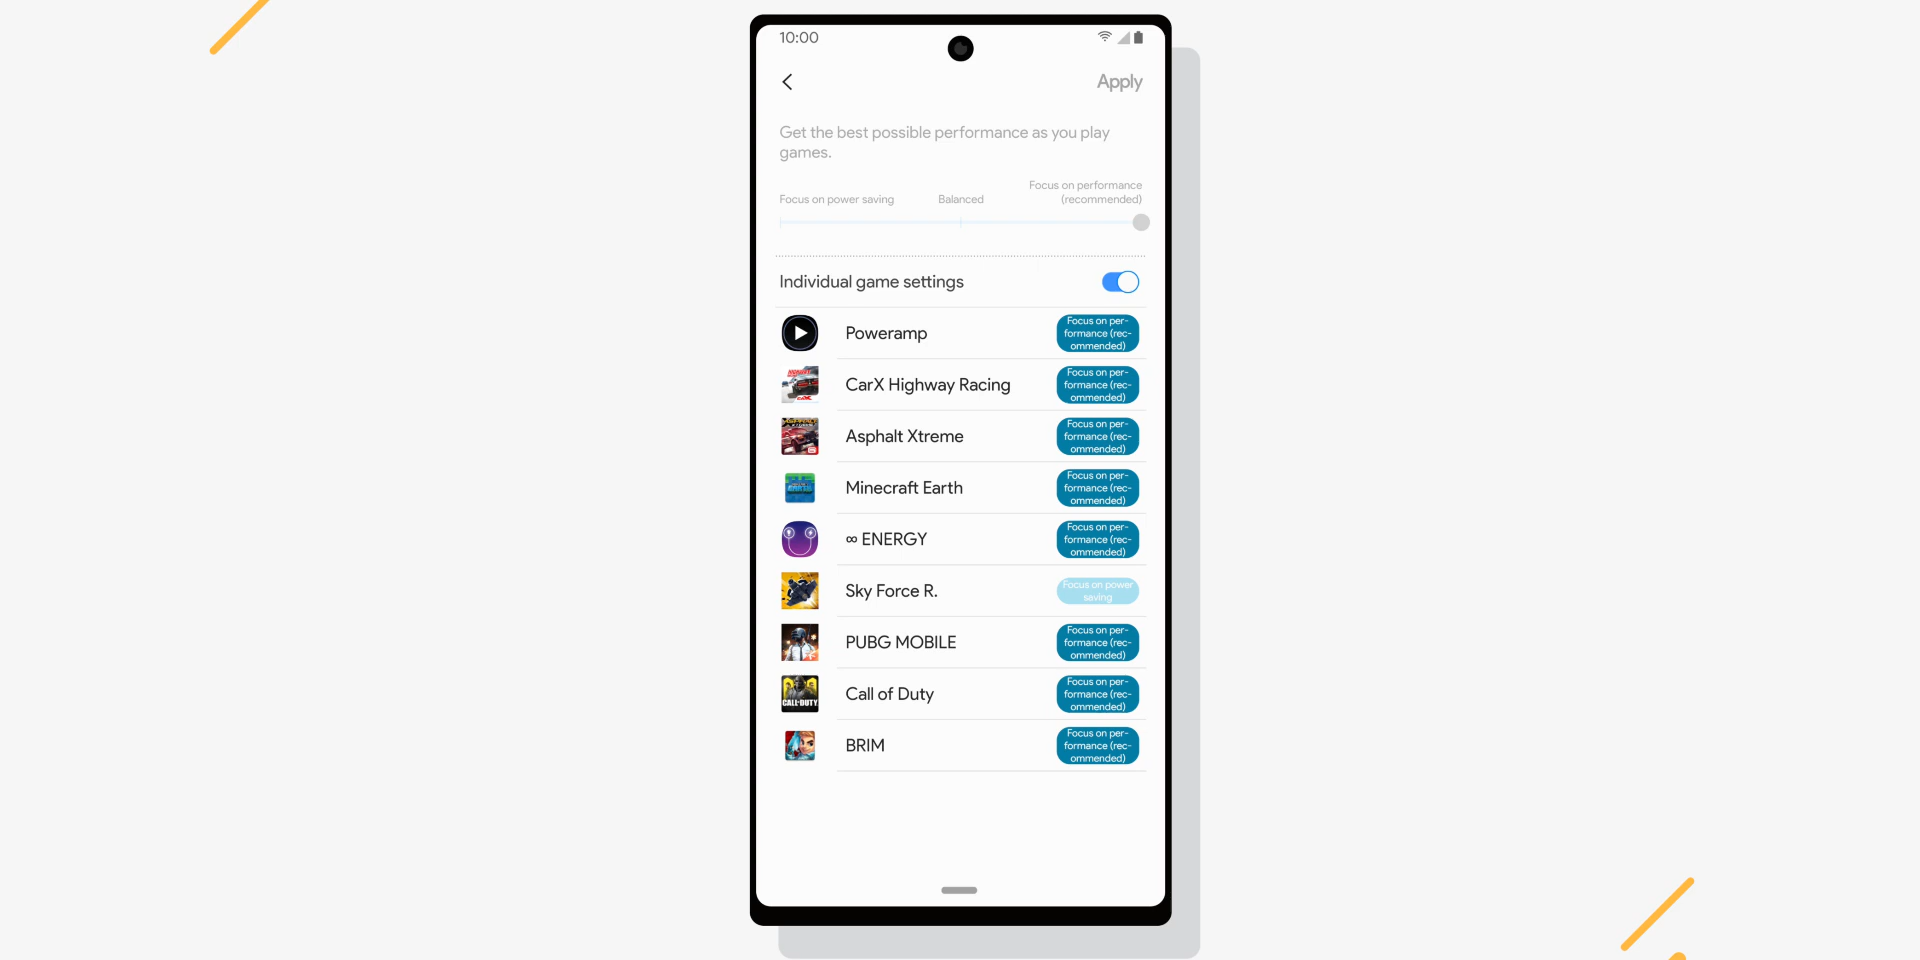 10:00
Apply
Get the best possible performance as you play
games.
Focus on power saving
Balanced
Focus on performance
(recommended)
Individual game settings
Poweramp
Focus on per-
formance (rec-
ommended)
CarX Highway Racing
Focus on per-
formance (rec-
ommended)
Asphalt Xtreme
Focus on per-
formance (rec-
ommended)
Minecraft Earth
Focus on per-
formance (rec-
ommended)
∞ ENERGY
Focus on per-
formance (rec-
ommended)
Sky Force R.
Focus on power
saving
PUBG MOBILE
Focus on per-
formance (rec-
ommended)
CALL OF DUTY
Call of Duty
Focus on per-
formance (rec-
ommended)
BRIM
Focus on per-
formance (rec-
ommended)